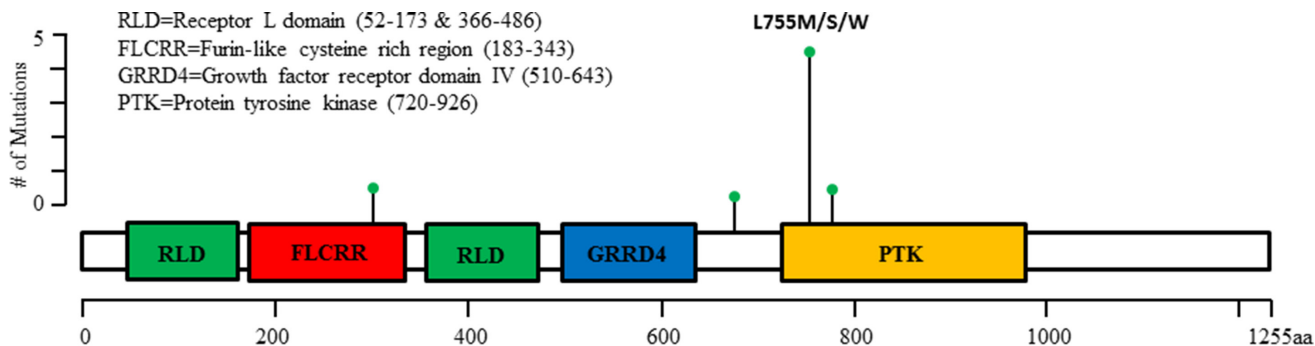 RLD=Receptor L domain (52-173 & 366-486)
FLCRR=Furin-like cysteine rich region (183-343)
GRRD4=Growth factor receptor domain IV (510-643)
PTK=Protein tyrosine kinase (720-926)
L755M/S/W
5
0
# of Mutations
RLD FLCRR RLD GRRD4 PTK
0 200 400 600 800 1000 1255aa